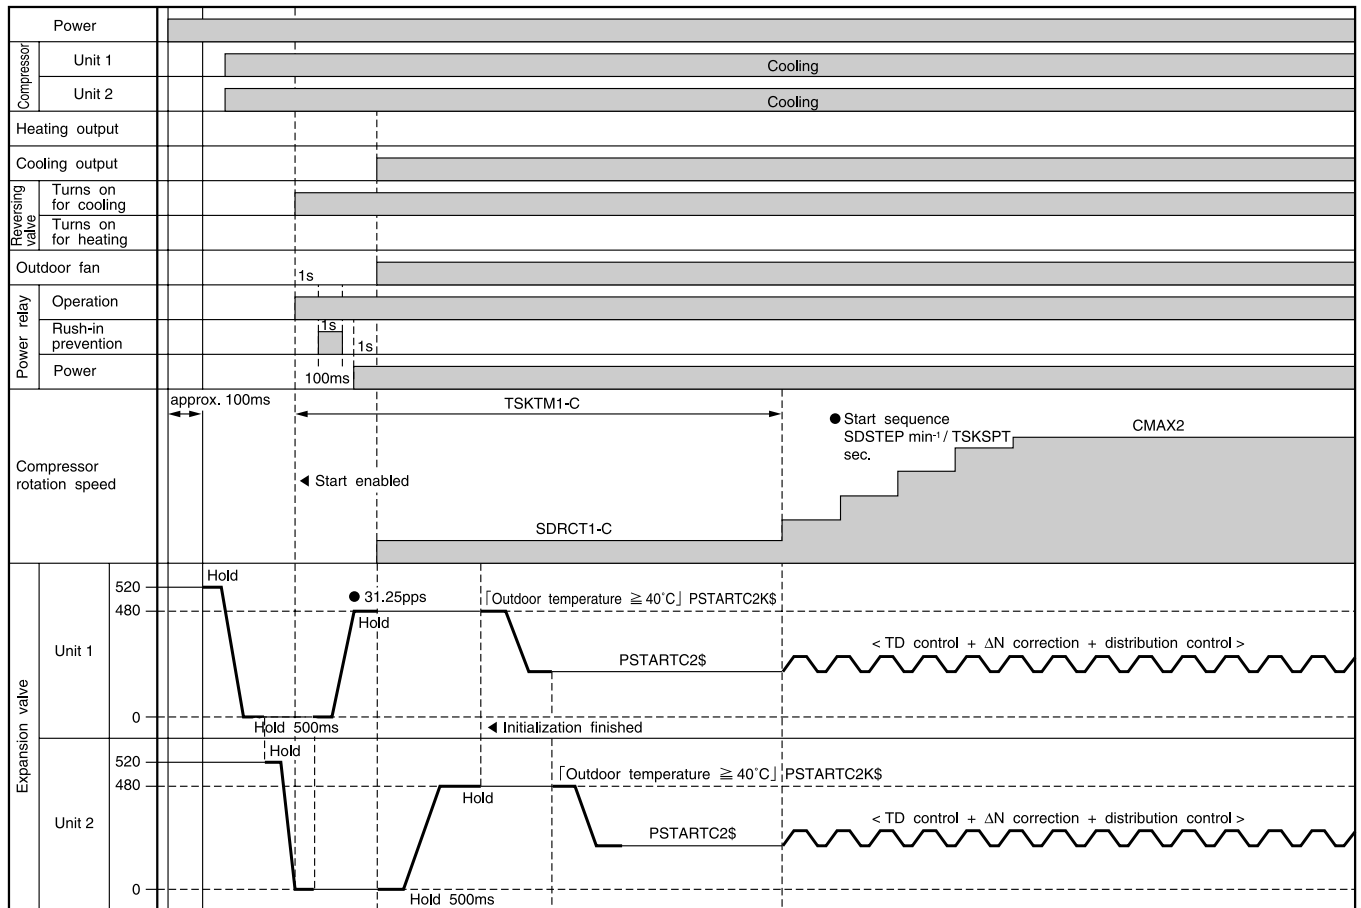 Power
Compressor
Unit 1
Cooling
Unit 2
Cooling
Heating output
Cooling output
Reversing
valve
Turns on
for cooling
Turns on
for heating
Outdoor fan
1s
Power relay
Operation
Rush-in
prevention
1s
1s
Power
100ms
approx. 100ms
TSKTM1-C
● Start sequence
SDSTEP min⁻¹ / TSKSPT
sec.
CMAX2
Compressor
rotation speed
◀ Start enabled
SDRCT1-C
Expansion valve
Unit 1
520
Hold
480
● 31.25pps
Hold
「Outdoor temperature ≧ 40°C」 PSTARTC2K$
PSTARTC2$
< TD control + ΔN correction + distribution control >
0
Hold 500ms
◀ Initialization finished
Unit 2
Hold
520
480
Hold
「Outdoor temperature ≧ 40°C」 PSTARTC2K$
PSTARTC2$
< TD control + ΔN correction + distribution control >
0
Hold 500ms